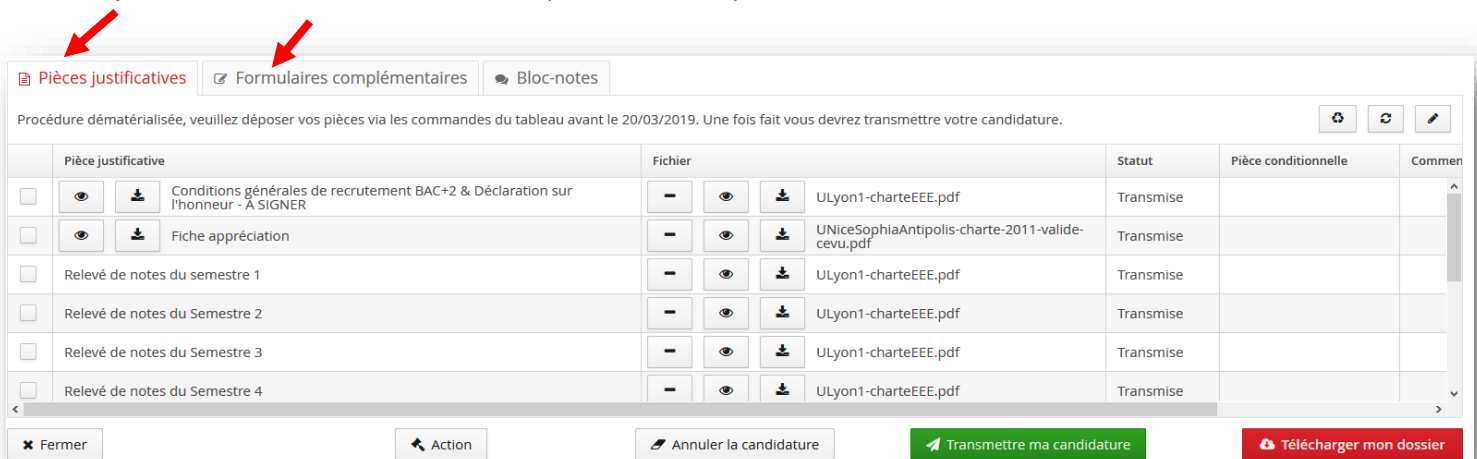 Pièces justificatives Formulaires complémentaires Bloc-notes
Procédure dématérialisée, veuillez déposer vos pièces via les commandes du tableau avant le 20/03/2019. Une fois fait vous devrez transmettre votre candidature.
Pièce justificative Fichier Statut Pièce conditionnelle Commen
Conditions générales de recrutement BAC+2 & Déclaration sur
l'honneur - A SIGNER ULyon1-charteEEE.pdf Transmise
Fiche appréciation UNiceSophiaAntipolis-charte-2011-valide-
cevu.pdf Transmise
Relevé de notes du semestre 1 ULyon1-charteEEE.pdf Transmise
Relevé de notes du Semestre 2 ULyon1-charteEEE.pdf Transmise
Relevé de notes du Semestre 3 ULyon1-charteEEE.pdf Transmise
Relevé de notes du Semestre 4 ULyon1-charteEEE.pdf Transmise
Fermer Action Annuler la candidature Transmettre ma candidature Télécharger mon dossier